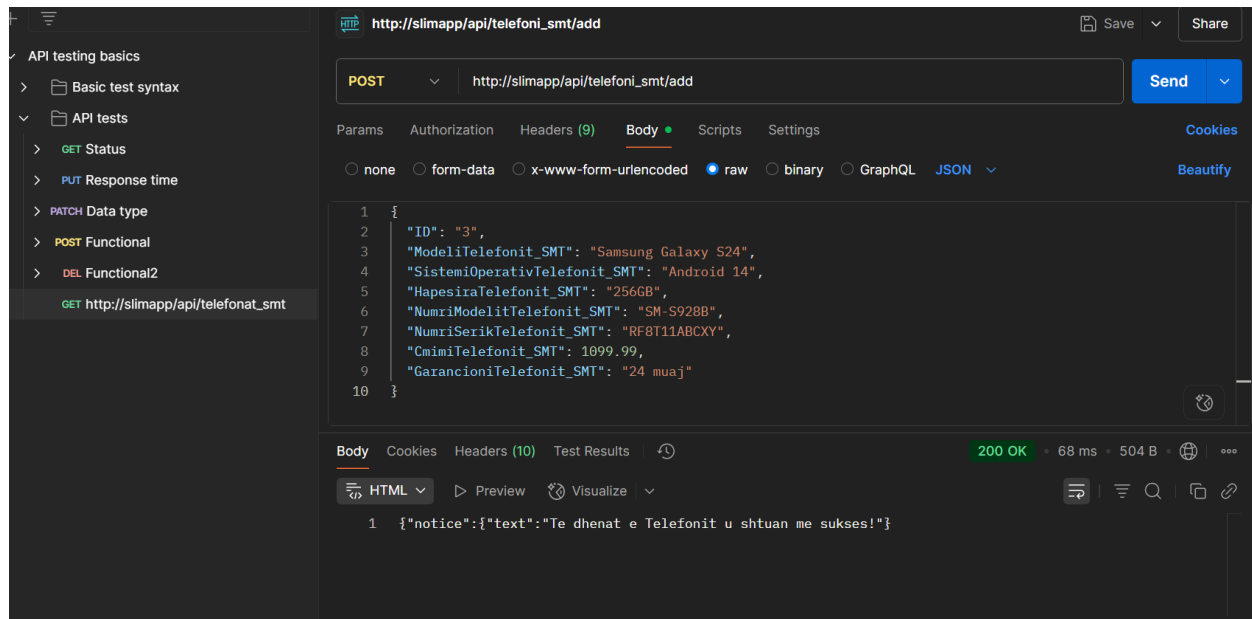 HTTP http://slimapp/api/telefoni_smt/add Save Share
API testing basics
Basic test syntax
API tests
GET Status
PUT Response time
PATCH Data type
POST Functional
DEL Functional2
GET http://slimapp/api/telefonat_smt
POST http://slimapp/api/telefoni_smt/add Send
Params Authorization Headers (9) Body Scripts Settings Cookies
none form-data x-www-form-urlencoded raw binary GraphQL JSON Beautify
1 {
2 "ID": "3",
3 "ModeliTelefonit_SMT": "Samsung Galaxy S24",
4 "SistemiOperativTelefonit_SMT": "Android 14",
5 "HapesiraTelefonit_SMT": "256GB",
6 "NumriModelitTelefonit_SMT": "SM-S928B",
7 "NumriSerikTelefonit_SMT": "RF8T11ABCXY",
8 "CmimiTelefonit_SMT": 1099.99,
9 "GarancioniTelefonit_SMT": "24 muaj"
10 }
Body Cookies Headers (10) Test Results 200 OK 68 ms 504 B
HTML Preview Visualize
1 {"notice":{"text":"Te dhenat e Telefonit u shtuan me sukses!"}